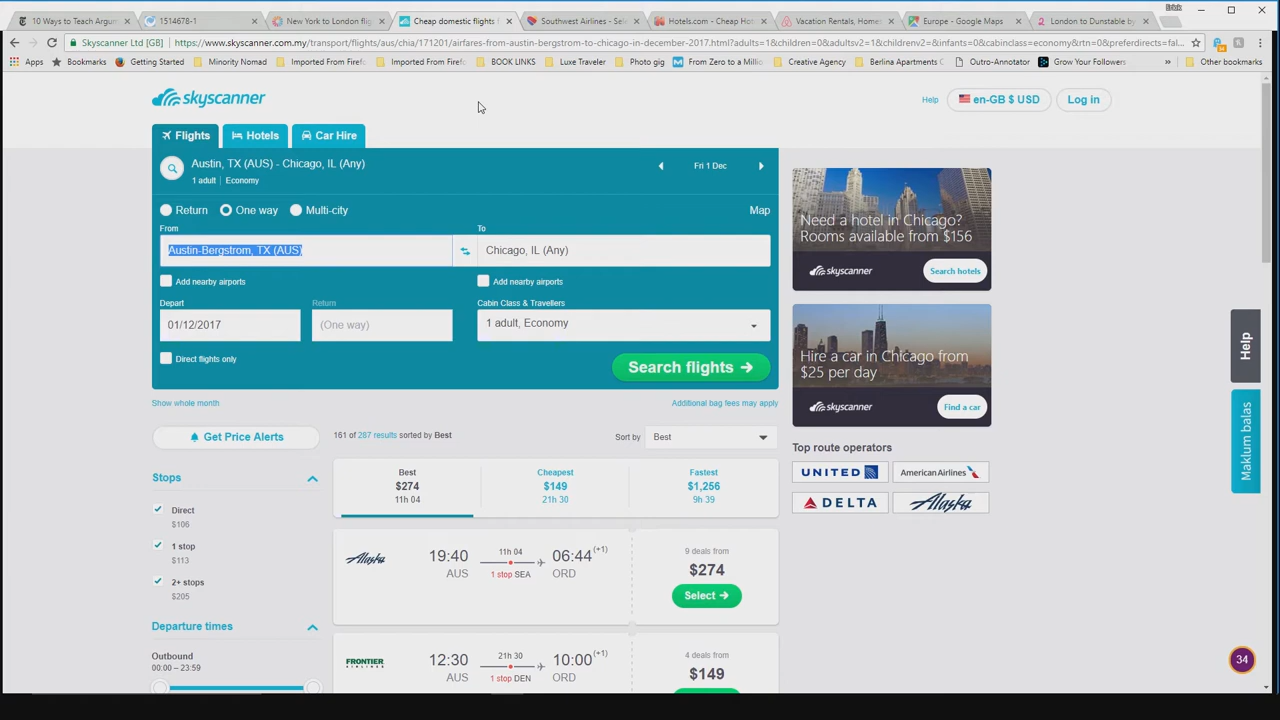 Erick
10 Ways to Teach Argum
1514678-1
New York to London flight
Cheap domestic flights f
Southwest Airlines - Sele
Hotels.com - Cheap Hote
Vacation Rentals, Homes
Europe - Google Maps
London to Dunstable by
Skyscanner Ltd [GB]
https://www.skyscanner.com.my/transport/flights/aus/chia/171201/airfares-from-austin-bergstrom-to-chicago-in-december-2017.html?adults=1&children=0&adultsv2=1&childrenv2=&infants=0&cabinclass=economy&rtn=0&preferdirects=fal
Apps
Bookmarks
Getting Started
Minority Nomad
Imported From Firefo
Imported From Firefo
BOOK LINKS
Luxe Traveler
Photo gig
From Zero to a Millio
Creative Agency
Berlina Apartments C
Outro-Annotator
Grow Your Followers
»
Other bookmarks
skyscanner
Help
en-GB $ USD
Log in
Flights
Hotels
Car Hire
Austin, TX (AUS) - Chicago, IL (Any)
1 adult | Economy
Fri 1 Dec
Return
One way
Multi-city
Map
From
To
Austin-Bergstrom, TX (AUS)
Chicago, IL (Any)
Add nearby airports
Add nearby airports
Depart
Return
Cabin Class & Travellers
01/12/2017
(One way)
1 adult, Economy
Direct flights only
Search flights
Show whole month
Additional bag fees may apply
Need a hotel in Chicago?
Rooms available from $156
skyscanner
Search hotels
Hire a car in Chicago from
$25 per day
skyscanner
Find a car
Help
Maklum balas
Top route operators
UNITED
American Airlines
DELTA
Alaska
Get Price Alerts
161 of 287 results sorted by Best
Sort by
Best
Stops
Direct
$106
1 stop
$113
2+ stops
$205
Departure times
Outbound
00:00 – 23:59
Best
$274
11h 04
Cheapest
$149
21h 30
Fastest
$1,256
9h 39
Alaska
19:40
AUS
11h 04
1 stop SEA
06:44 (+1)
ORD
9 deals from
$274
Select
FRONTIER
AIRLINES
12:30
AUS
21h 30
1 stop DEN
10:00 (+1)
ORD
4 deals from
$149
34